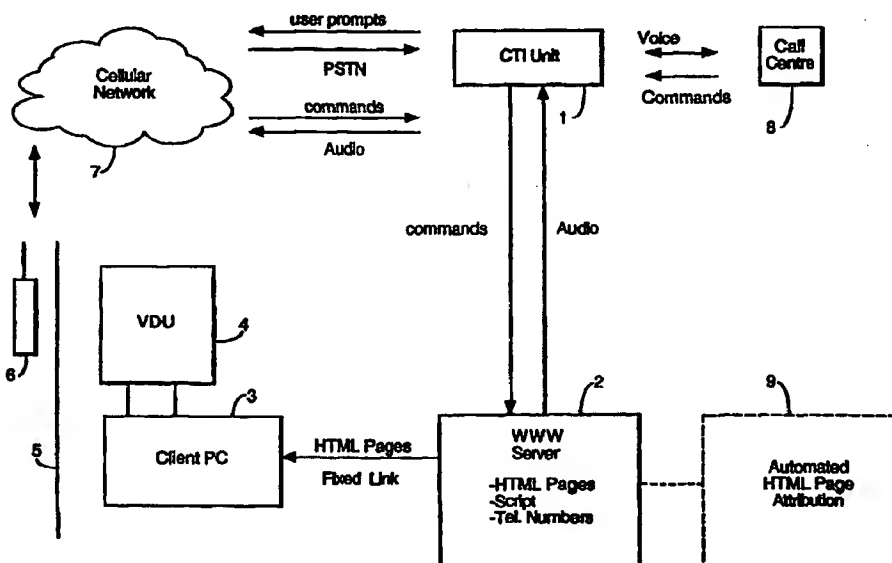 user prompts
PSTN
Cellular
Network
commands
Audio
7
CTI Unit
1
Voice
Commands
Call
Centre
8
commands
Audio
6
5
VDU
4
3
Client PC
HTML Pages
Fixed Link
2
WWW
Server
-HTML Pages
-Script
-Tel. Numbers
9
Automated
HTML Page
Attribution